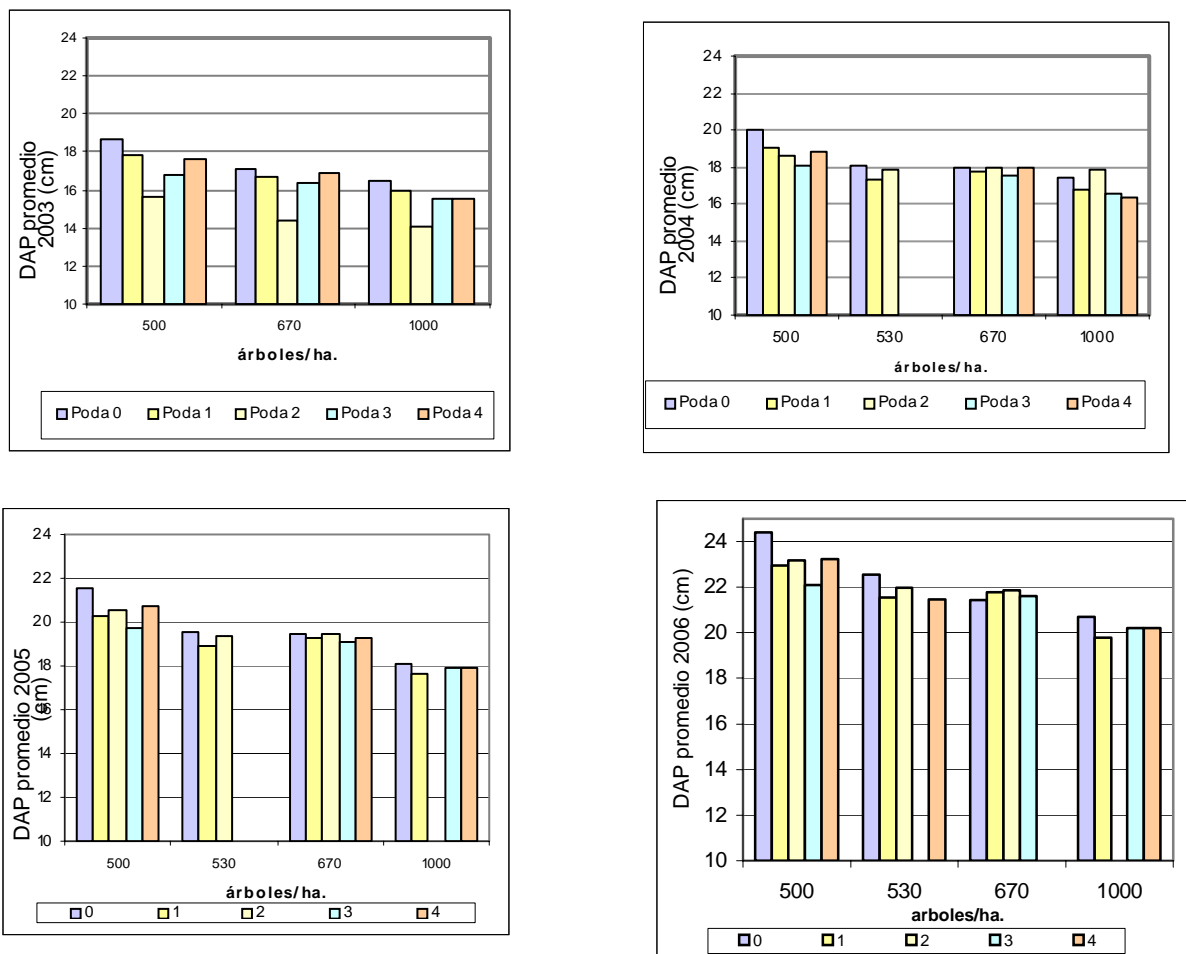 24
22
20
18
16
14
12
10
DAP promedio
2003 (cm)
500 670 1000
árboles/ha.
Poda 0 Poda 1 Poda 2 Poda 3 Poda 4
24
22
20
18
16
14
12
10
DAP promedio
2004 (cm)
500 530 670 1000
árboles/ha.
Poda 0 Poda 1 Poda 2 Poda 3 Poda 4
24
22
20
18
16
14
12
10
DAP promedio 2005
(cm)
500 530 670 1000
árboles/ha.
0 1 2 3 4
24
22
20
18
16
14
12
10
DAP promedio 2006 (cm)
500 530 670 1000
arboles/ha.
0 1 2 3 4